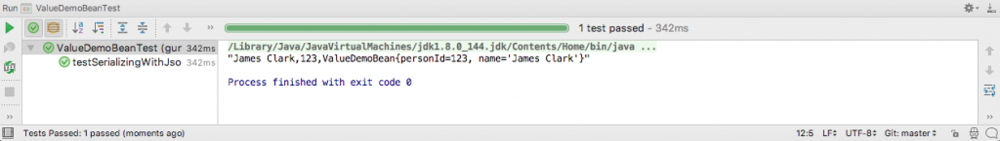 Run ValueDemoBeanTest
1 test passed - 342ms
ValueDemoBeanTest (gur 342ms
testSerializingWithJso 342ms
/Library/Java/JavaVirtualMachines/jdk1.8.0_144.jdk/Contents/Home/bin/java ...
"James Clark,123,ValueDemoBean{personId=123, name='James Clark'}"
Process finished with exit code 0
Tests Passed: 1 passed (moments ago) 12:5 LF UTF-8 Git: master